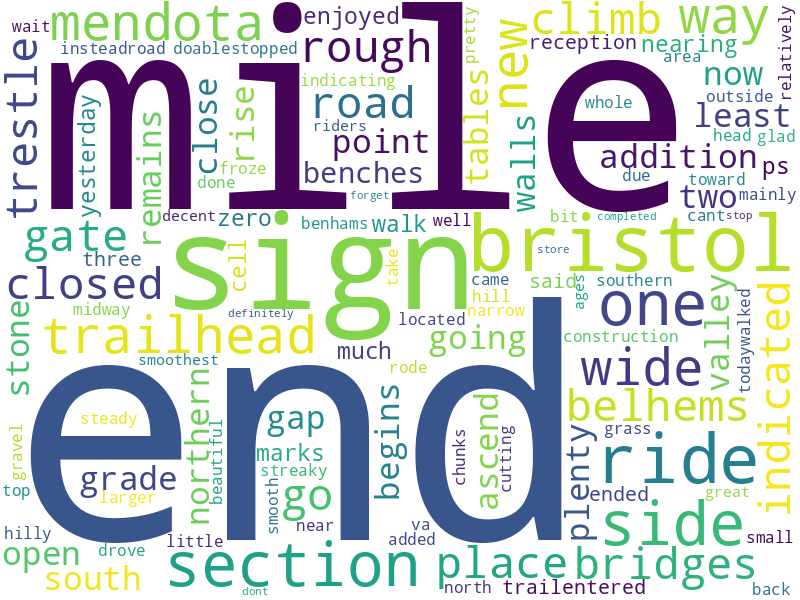 wait
mendota
enjoyed
rough
pretty
climb
way
insteadroad
doablestopped
indicating
new
reception
nearing
area
relatively
trestle
mile
road
riders
whole
now
outside
yesterday
remains
close
rise
froze
done
point
benches
forget
tables
walls
least
head
glad
addition
ps
due
toward
two
mainly
decent
zero
benhams
walk
well
bit
completed
cant
stop
gate
three
sign
cell
take
bristol
store
came
said
southern
closed
midway
definitely
located
hill
narrow
ages
one
valley
todaywalked
indicated
trailhead
smoothest
much
going
construction
stone
rode
wide
end
belhems
steady
northern
beautiful
gap
marks
streaky
begins
ascend
chunks
cutting
plenty
grass
ride
gravel
grade
larger
go
ended
great
top
smooth
near
va
side
small
hilly
drove
little
added
open
section
place
bridges
south
dont
north
trailentered
back